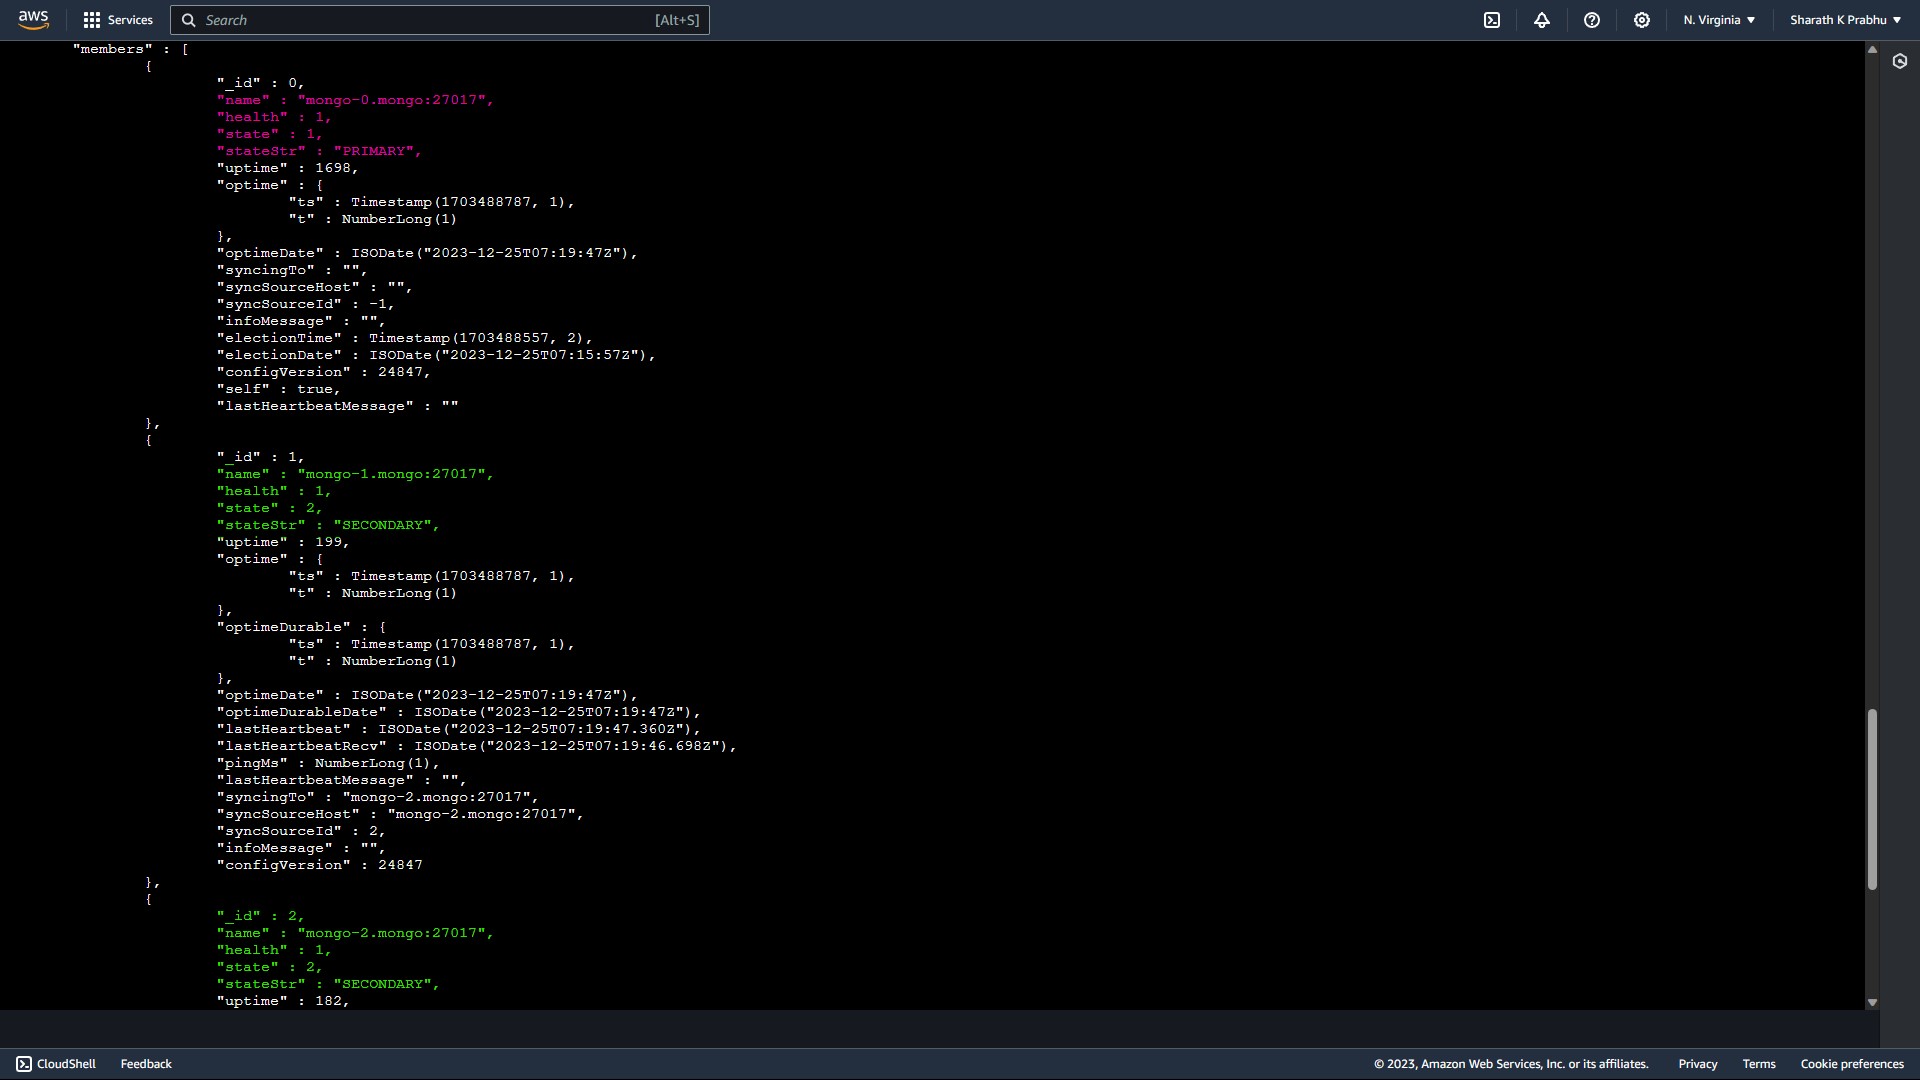 aws
Services
Search
[Alt+S]
N. Virginia ▼
Sharath K Prabhu ▼
"members" : [
{
"_id" : 0,
"name" : "mongo-0.mongo:27017",
"health" : 1,
"state" : 1,
"stateStr" : "PRIMARY",
"uptime" : 1698,
"optime" : {
"ts" : Timestamp(1703488787, 1),
"t" : NumberLong(1)
},
"optimeDate" : ISODate("2023-12-25T07:19:47Z"),
"syncingTo" : "",
"syncSourceHost" : "",
"syncSourceId" : -1,
"infoMessage" : "",
"electionTime" : Timestamp(1703488557, 2),
"electionDate" : ISODate("2023-12-25T07:15:57Z"),
"configVersion" : 24847,
"self" : true,
"lastHeartbeatMessage" : ""
},
{
"_id" : 1,
"name" : "mongo-1.mongo:27017",
"health" : 1,
"state" : 2,
"stateStr" : "SECONDARY",
"uptime" : 199,
"optime" : {
"ts" : Timestamp(1703488787, 1),
"t" : NumberLong(1)
},
"optimeDurable" : {
"ts" : Timestamp(1703488787, 1),
"t" : NumberLong(1)
},
"optimeDate" : ISODate("2023-12-25T07:19:47Z"),
"optimeDurableDate" : ISODate("2023-12-25T07:19:47Z"),
"lastHeartbeat" : ISODate("2023-12-25T07:19:47.360Z"),
"lastHeartbeatRecv" : ISODate("2023-12-25T07:19:46.698Z"),
"pingMs" : NumberLong(1),
"lastHeartbeatMessage" : "",
"syncingTo" : "mongo-2.mongo:27017",
"syncSourceHost" : "mongo-2.mongo:27017",
"syncSourceId" : 2,
"infoMessage" : "",
"configVersion" : 24847
},
{
"_id" : 2,
"name" : "mongo-2.mongo:27017",
"health" : 1,
"state" : 2,
"stateStr" : "SECONDARY",
"uptime" : 182,
CloudShell
Feedback
© 2023, Amazon Web Services, Inc. or its affiliates.
Privacy
Terms
Cookie preferences